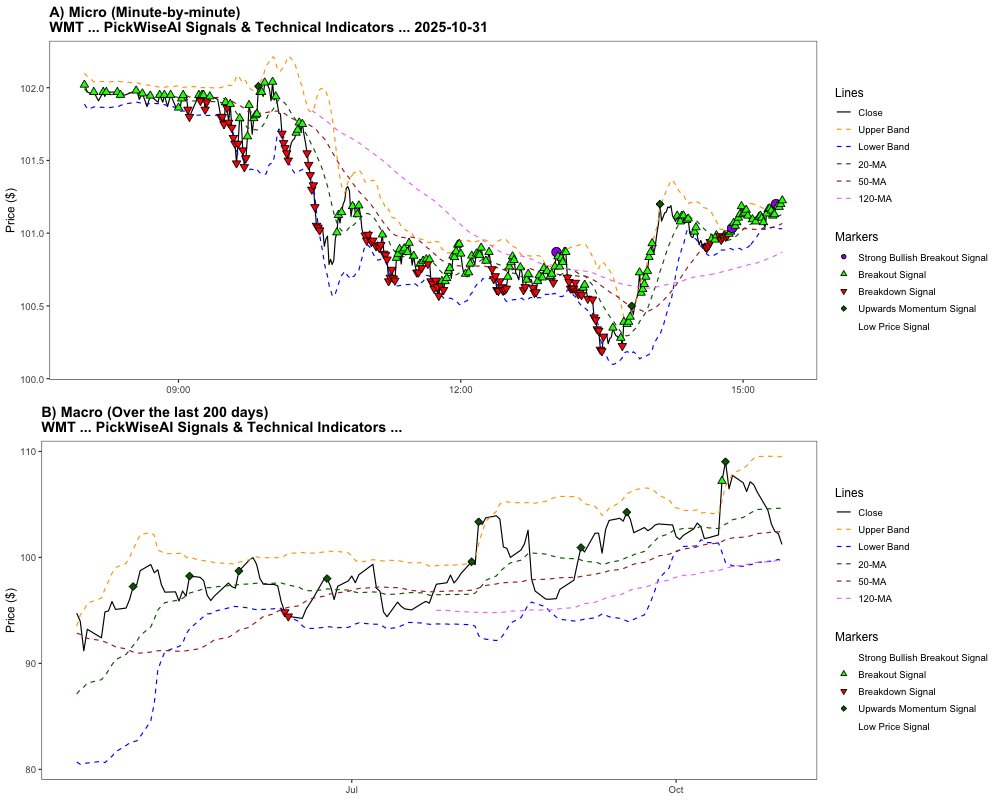 A) Micro (Minute-by-minute)
WMT ... PickWiseAI Signals & Technical Indicators ... 2025-10-31
Price ($)
102.0
101.5
101.0
100.5
100.0
09:00
12:00
15:00
Lines
Close
Upper Band
Lower Band
20-MA
50-MA
120-MA
Markers
Strong Bullish Breakout Signal
Breakout Signal
Breakdown Signal
Upwards Momentum Signal
Low Price Signal
B) Macro (Over the last 200 days)
WMT ... PickWiseAI Signals & Technical Indicators ...
Price ($)
110
100
90
80
Jul
Oct
Lines
Close
Upper Band
Lower Band
20-MA
50-MA
120-MA
Markers
Strong Bullish Breakout Signal
Breakout Signal
Breakdown Signal
Upwards Momentum Signal
Low Price Signal